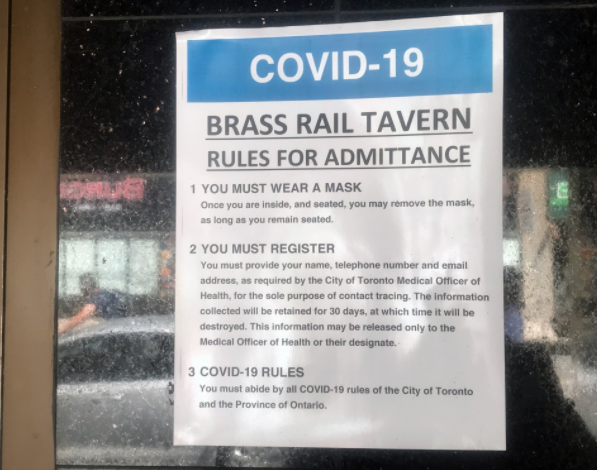 COVID-19
BRASS RAIL TAVERN
RULES FOR ADMITTANCE
1 YOU MUST WEAR A MASK
Once you are inside, and seated, you may remove the mask,
as long as you remain seated.
2 YOU MUST REGISTER
You must provide your name, telephone number and email
address, as required by the City of Toronto Medical Officer of
Health, for the sole purpose of contact tracing. The information
collected will be retained for 30 days, at which time it will be
destroyed. This information may be released only to the
Medical Officer of Health or their designate.
3 COVID-19 RULES
You must abide by all COVID-19 rules of the City of Toronto
and the Province of Ontario.